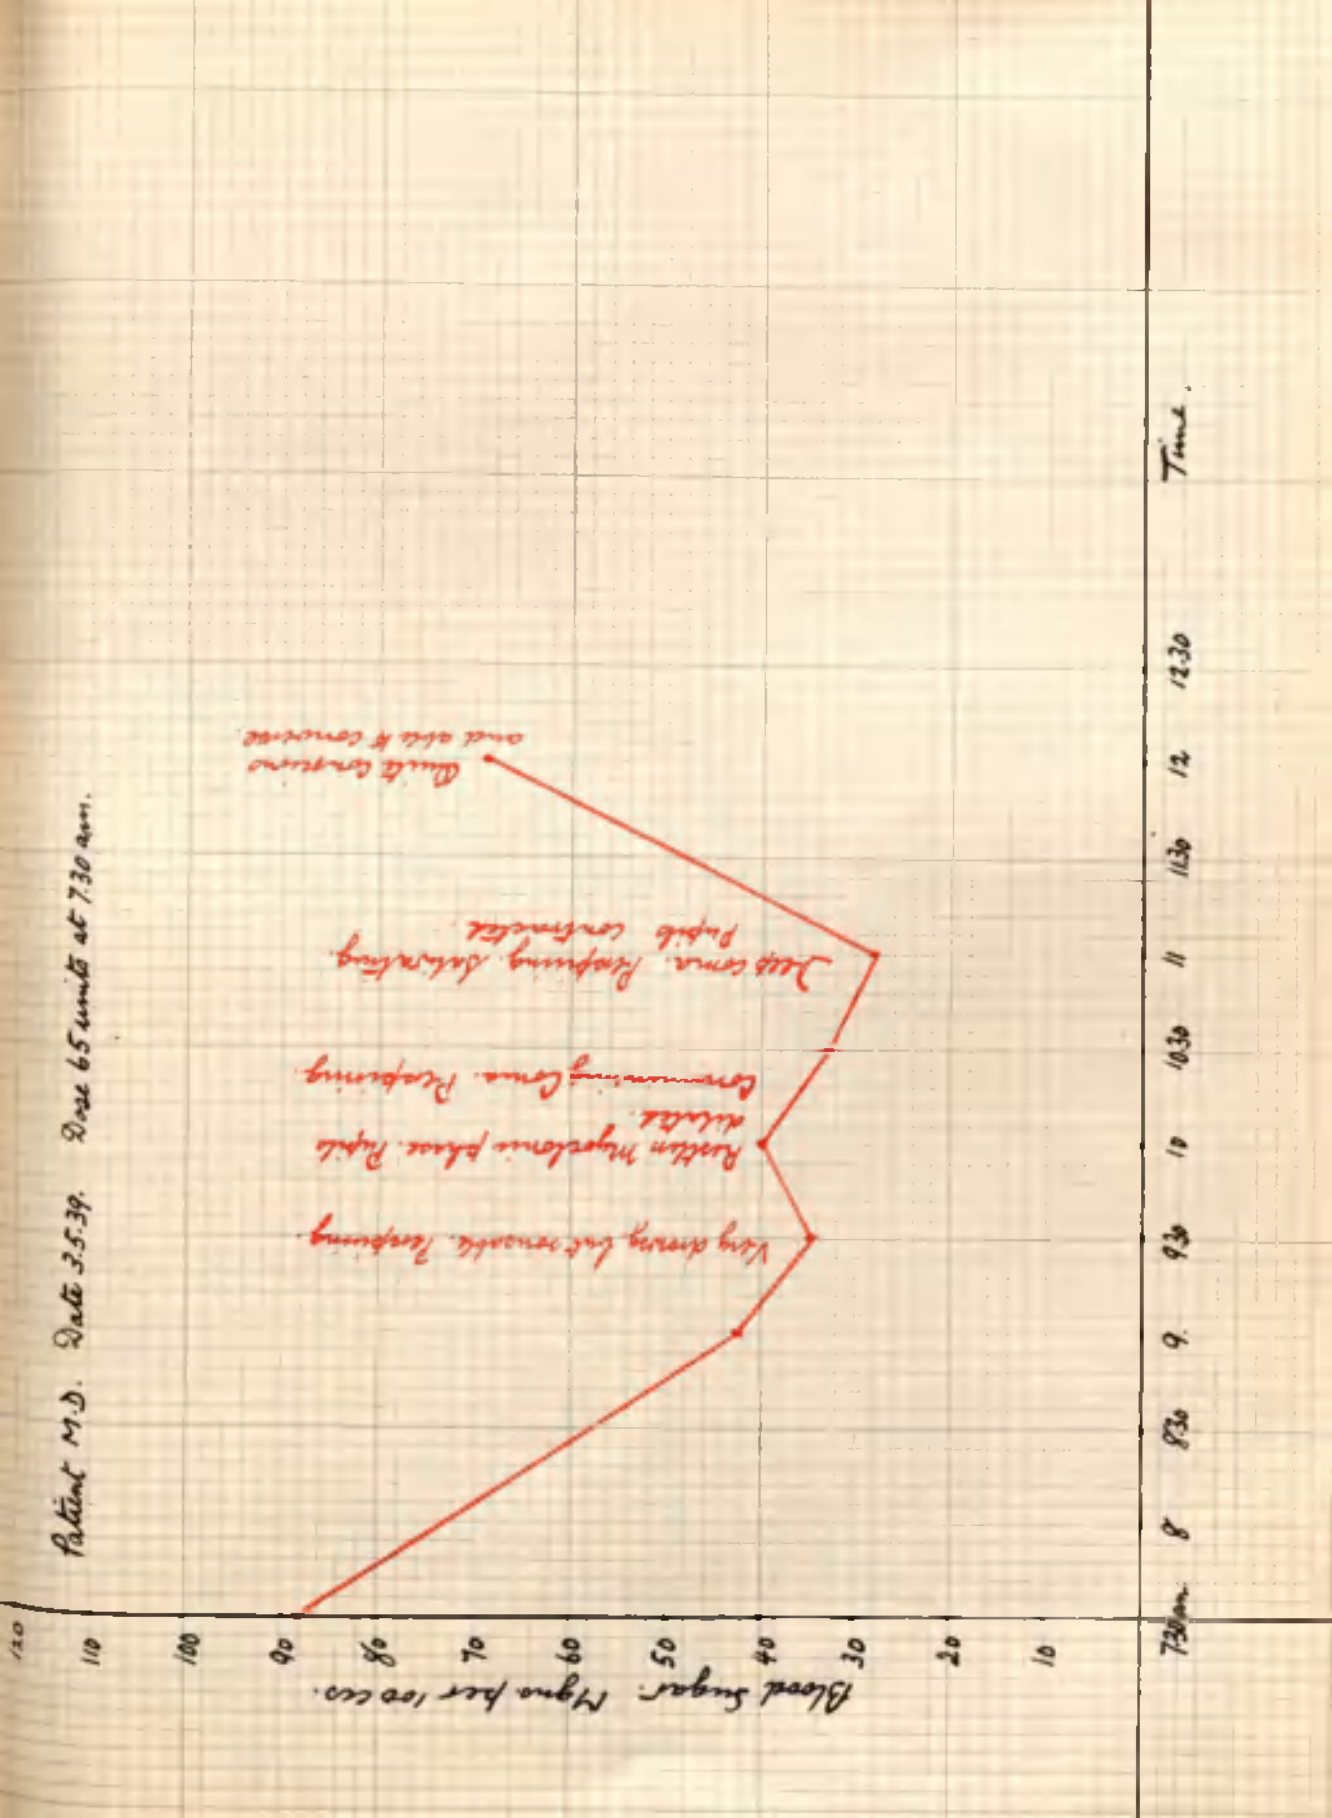 Patient M.D. Date 3.5.39. Dose 65 units at 7.30 am.
120
110
100
90
80
70
60
50
40
30
20
10
Blood Sugar. Mgms per 100 ccs.
Very drowsy, but rousable. Perspiring.
Restless Myoclonic phase. Pupils
dilated.
Coma. Perspiring.
Deep coma. Perspiring. Salivating.
Pupils contracted.
Quite conscious
and able to converse.
7.30 am. 8 8.30 9. 9.30 10 10.30 11 11.30 12 12.30 Time.